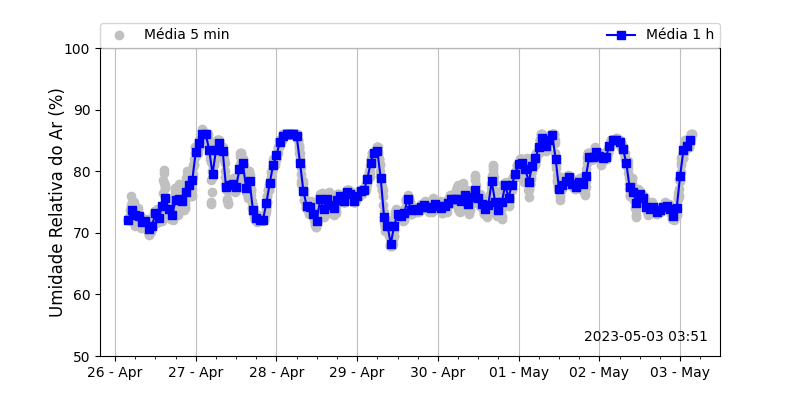 Média 5 min
Média 1 h
Umidade Relativa do Ar (%)
100
90
80
70
60
50
2023-05-03 03:51
26 - Apr
27 - Apr
28 - Apr
29 - Apr
30 - Apr
01 - May
02 - May
03 - May